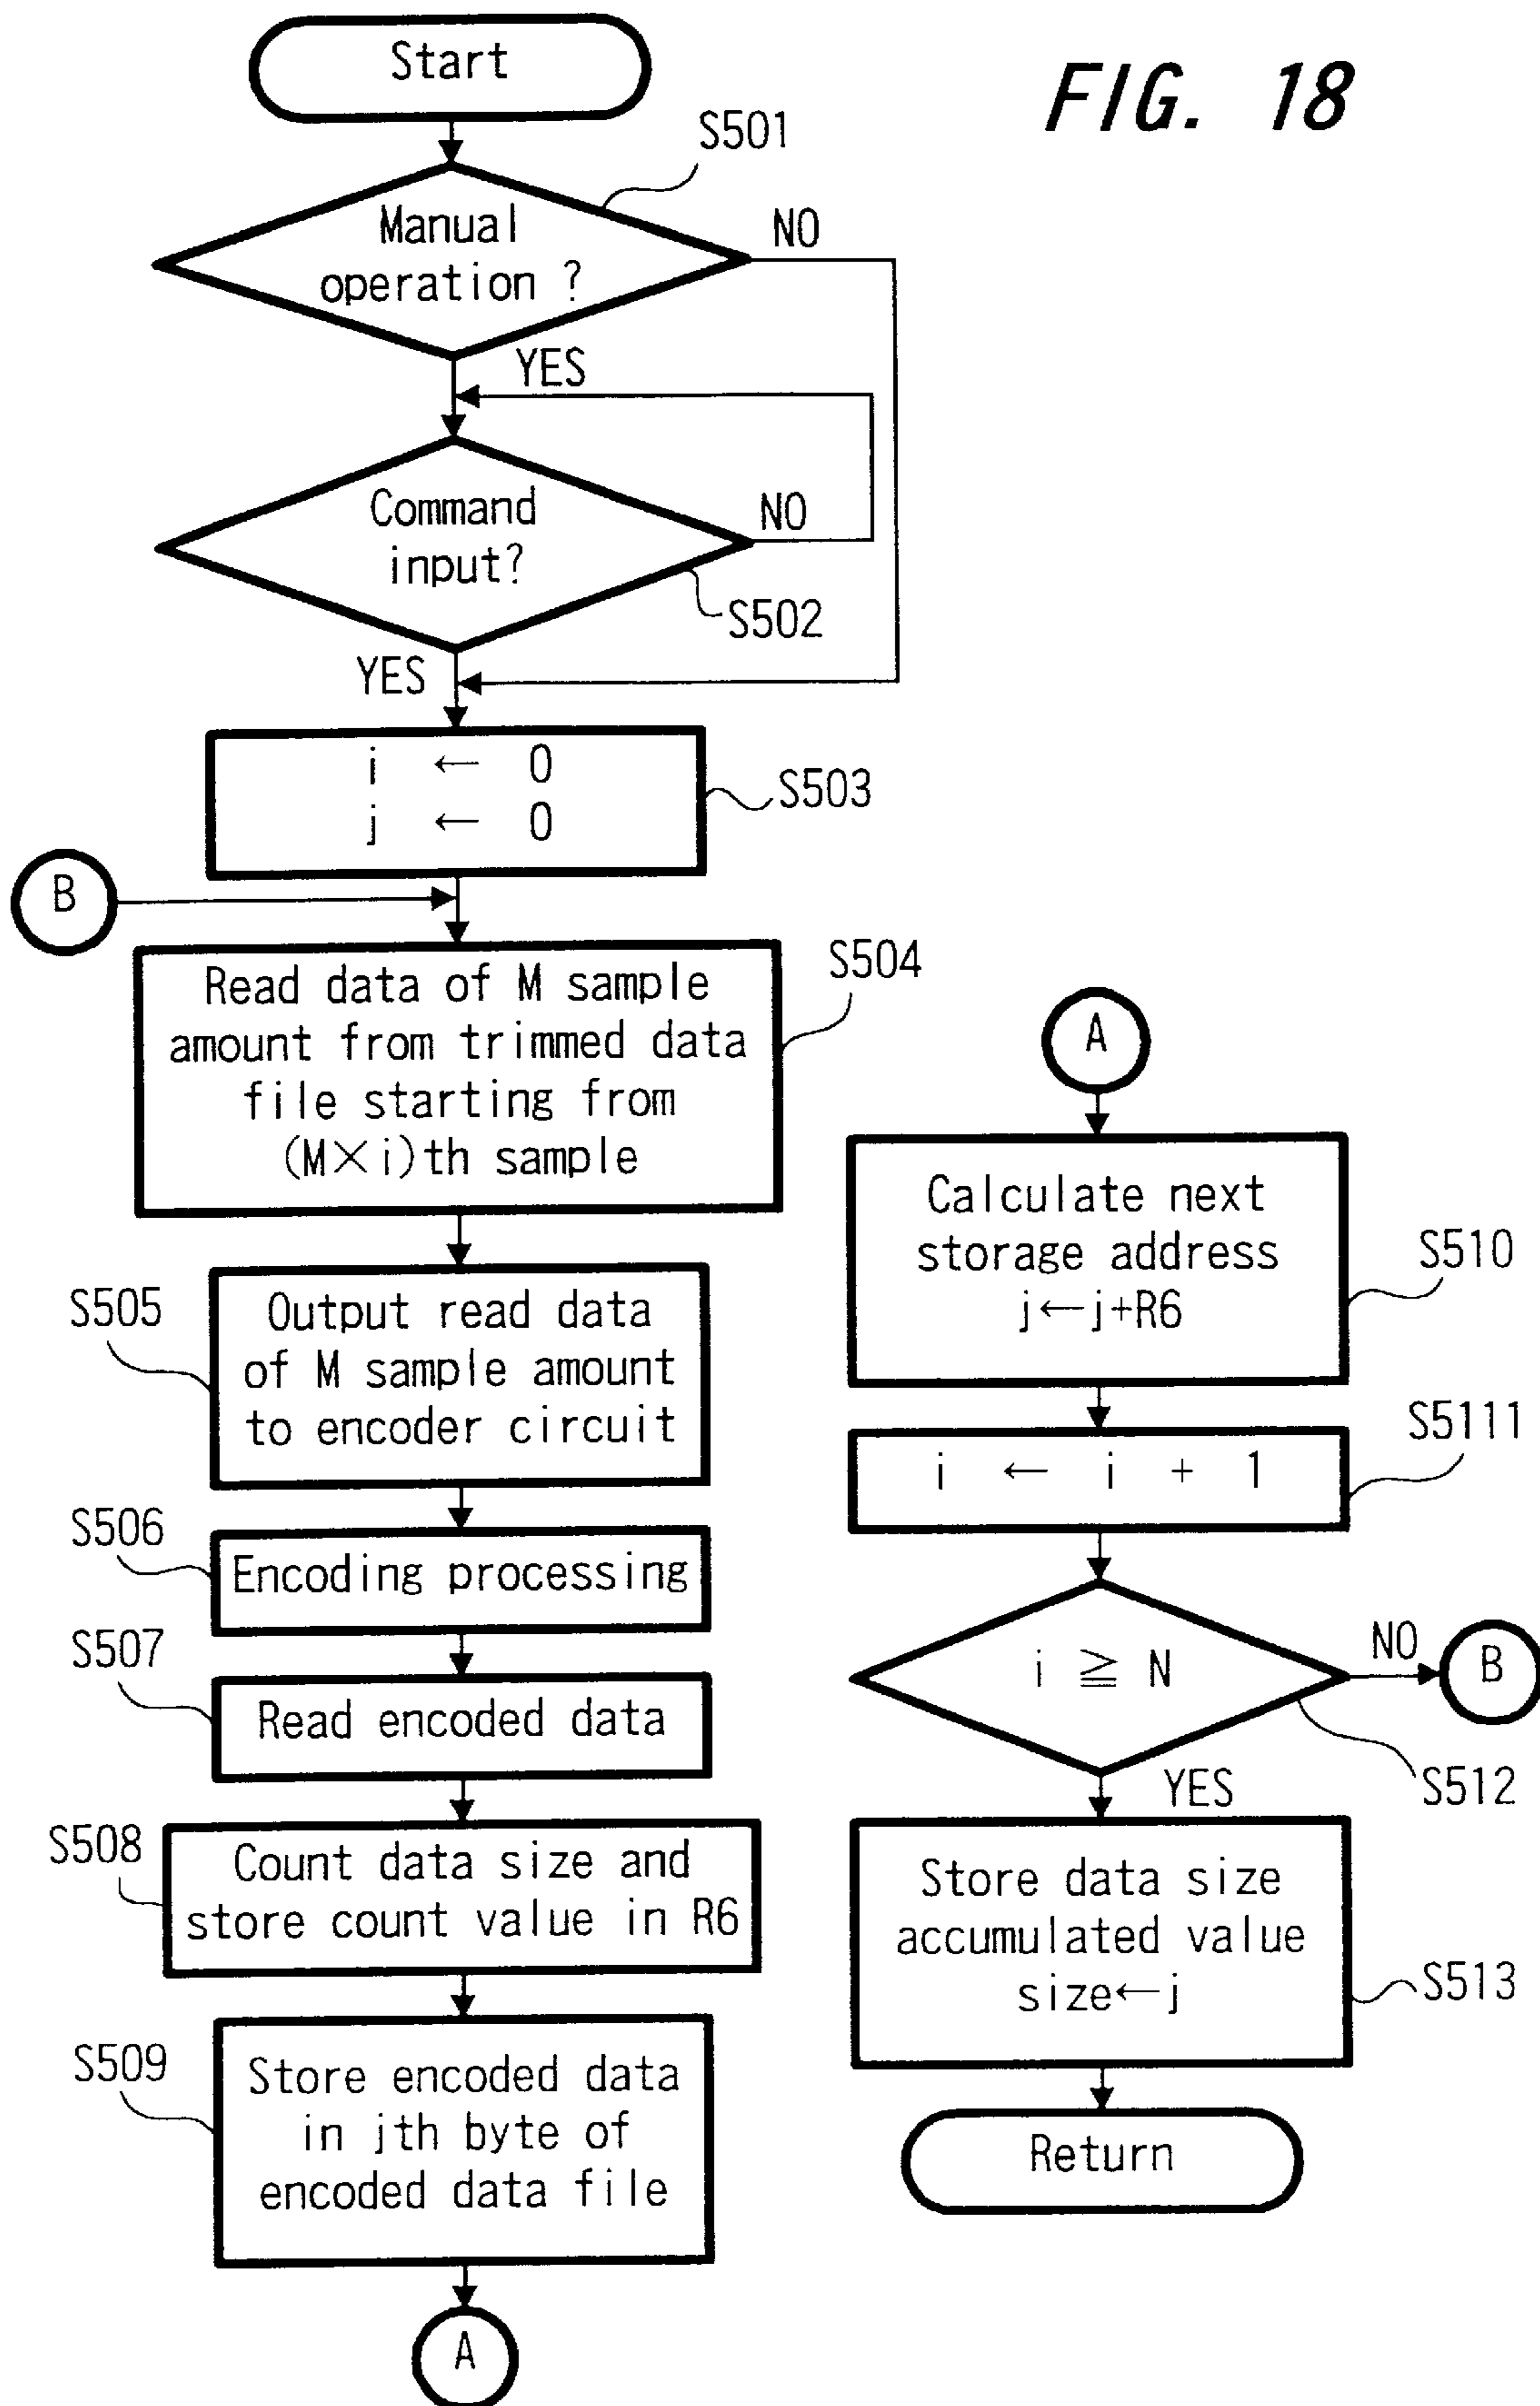 FIG. 18
Start
S501
Manual
operation ?
NO
YES
Command
input?
NO
S502
YES
i ← 0
j ← 0
S503
B
Read data of M sample
amount from trimmed data
file starting from
(M×i)th sample
S504
S505
Output read data
of M sample amount
to encoder circuit
S506
Encoding processing
S507
Read encoded data
S508
Count data size and
store count value in R6
S509
Store encoded data
in jth byte of
encoded data file
A
A
Calculate next
storage address
j←j+R6
S510
S5111
i ← i + 1
i ≧ N
NO
B
S512
YES
Store data size
accumulated value
size←j
S513
Return